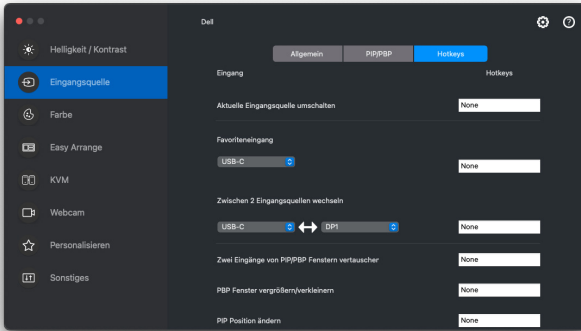 Dell
Helligkeit / Kontrast
Eingangsquelle
Farbe
Easy Arrange
KVM
Webcam
Personalisieren
Sonstiges
Allgemein PIP/PBP Hotkeys
Eingang Hotkeys
Aktuelle Eingangsquelle umschalten None
Favoriteneingang
USB-C None
Zwischen 2 Eingangsquellen wechseln
USB-C DP1 None
Zwei Eingänge von PIP/PBP Fenstern vertauscher None
PBP Fenster vergrößern/verkleinern None
PIP Position ändern None